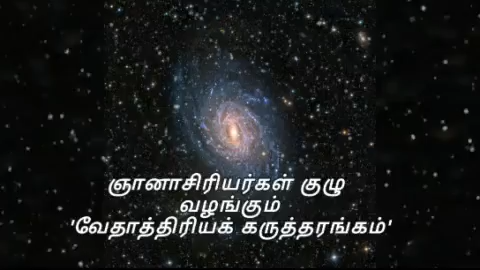 ஞானாசிரியர்கள் குழு
வழங்கும்
'வேதாத்திரியக் கருத்தரங்கம்'